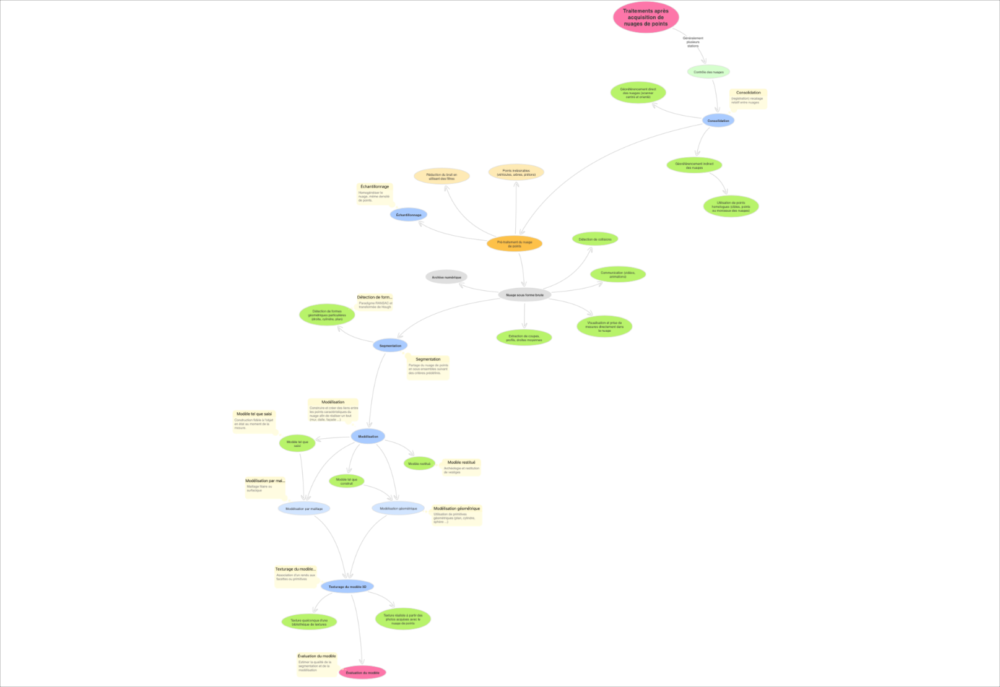 Traitements après
acquisition de
nuages de points
Généralement
plusieurs
stations
Contrôle des nuages
Géoréférencement direct
des nuages (scanner
centré et orienté)
Consolidation
(registration) recalage
relatif entre nuages
Consolidation
Géoréférencement indirect
des nuages
Points indésirables
(véhicules, arbres, piétons)
Réduction du bruit en
utilisant des filtres
Échantillonnage
Homogénéiser le
nuage, même densité
de points.
Échantillonnage
Utilisation de points
homologues (cibles, points
ou morceaux des nuages)
Pré-traitement du nuage
de points
Détection de collisions
Communication (vidéos,
animations)
Archive numérique
Nuage sous forme brute
Détection de form...
Paradigme RANSAC et
transformée de Hough
Détection de formes
géométriques particulières
(droite, cylindre, plan)
Visualisation et prise de
mesures directement dans
le nuage
Extraction de coupes,
profils, droites moyennes
Segmentation
Segmentation
Partage du nuage de points
en sous ensembles suivant
des critères prédéfinis.
Modélisation
Construire et créer des liens entre
les points caractéristiques du
nuage afin de réaliser un tout
(mur, dalle, façade ...)
Modèle tel que saisi
Construction fidèle à l'objet
en état au moment de la
mesure.
Modélisation
Modèle tel que
saisi
Modèle restitué
Modèle restitué
Archéologie et restitution
de vestiges.
Modèle tel que
construit
Modélisation par mai...
Maillage filaire ou
surfacique
Modélisation par maillage
Modélisation géométrique
Modélisation géométrique
Utilisation de primitives
géométriques (plan, cylindre,
sphère ...)
Texturage du modèle...
Association d'un rendu aux
facettes ou primitives
Texturage du modèle 3D
Texture quelconque d'une
bibliothèque de textures
Texture réaliste à partir des
photos acquises avec le
nuage de points
Évaluation du modèle
Estimer la qualité de la
segmentation et de la
modélisation
Évaluation du modèle